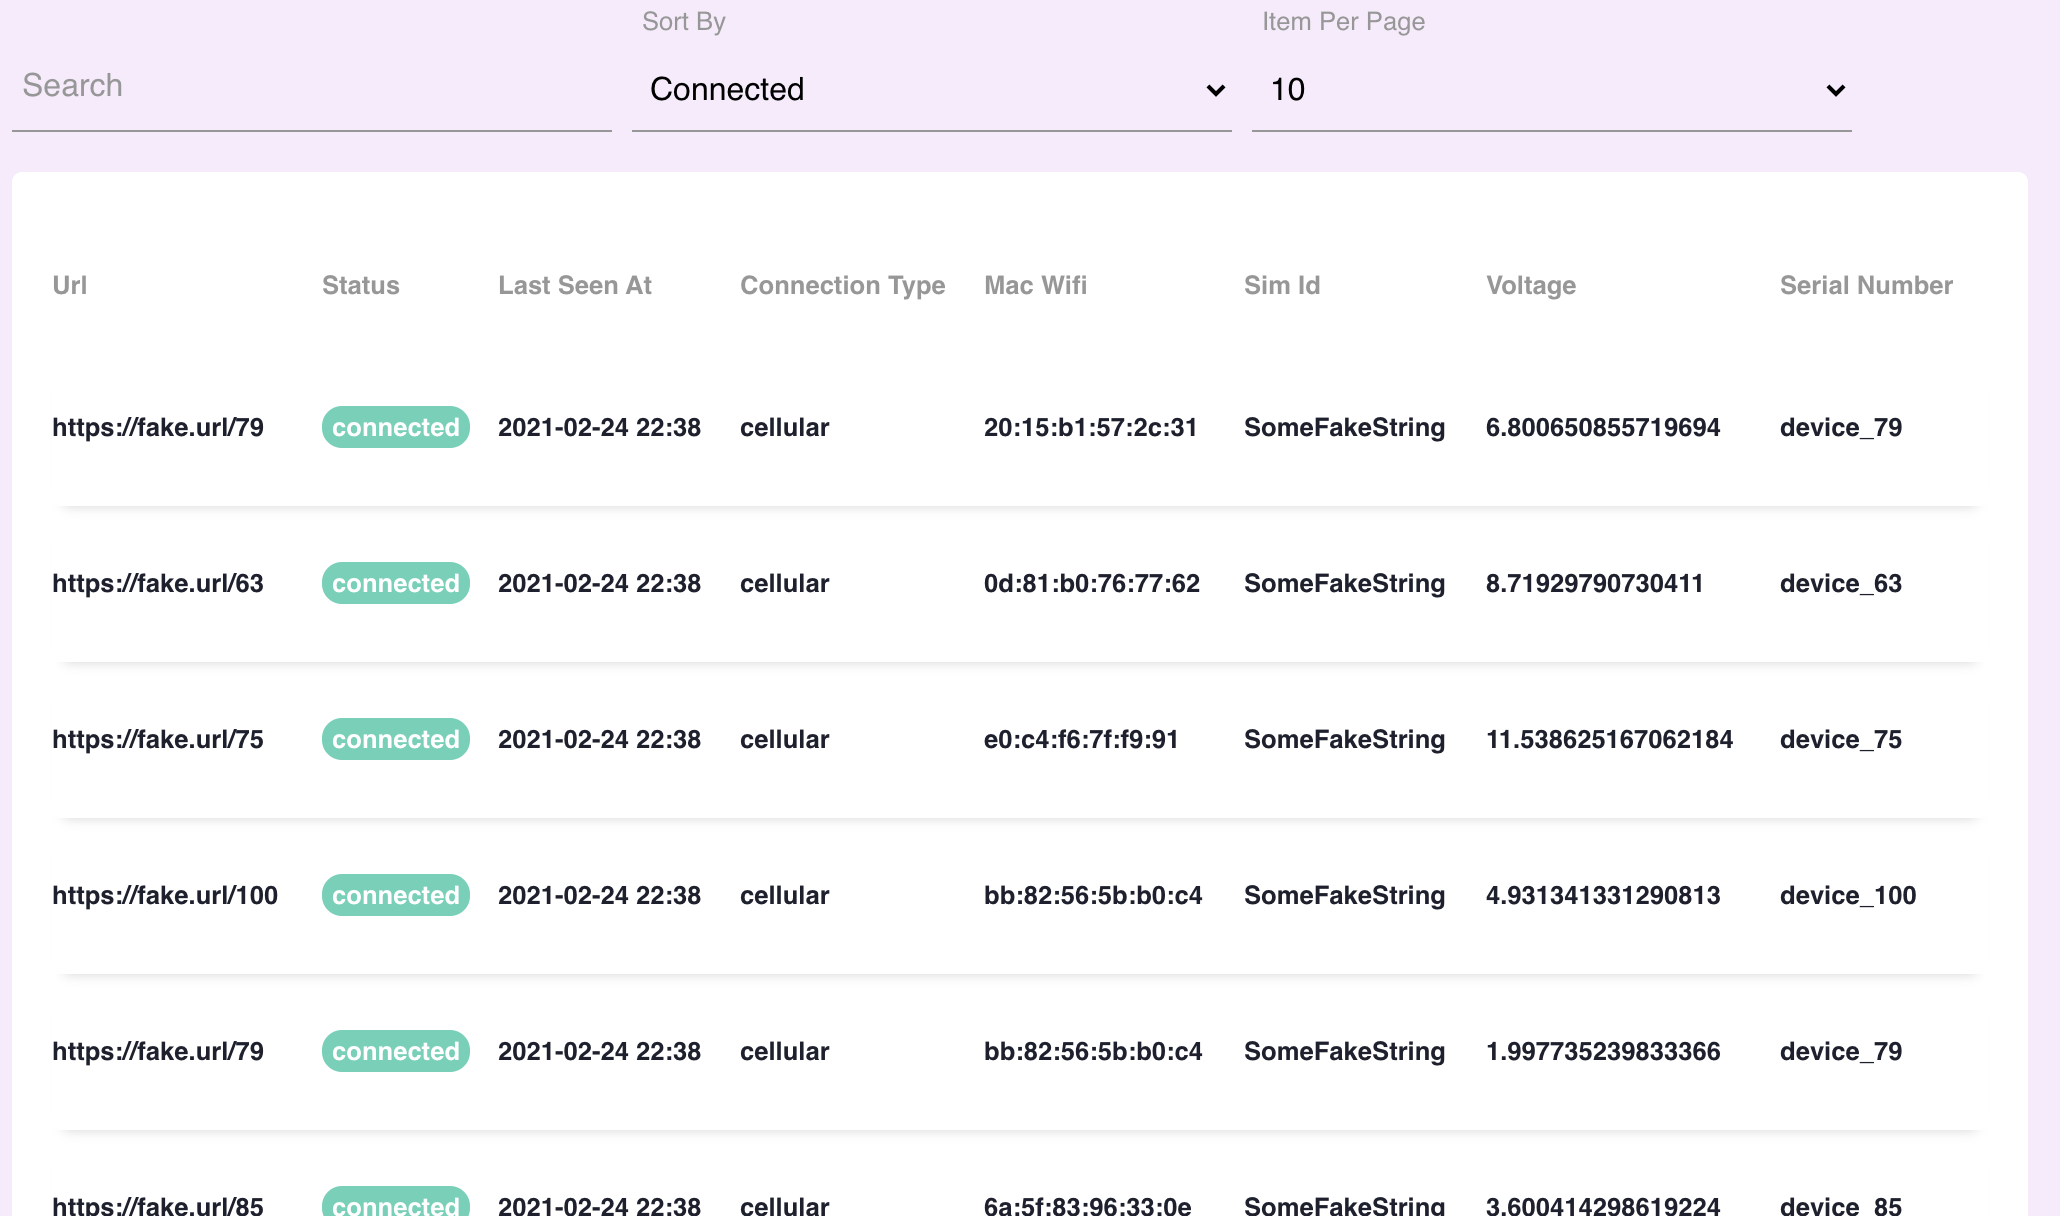 Sort By Item Per Page
Search Connected 10
Url Status Last Seen At Connection Type Mac Wifi Sim Id Voltage Serial Number
https://fake.url/79 connected 2021-02-24 22:38 cellular 20:15:b1:57:2c:31 SomeFakeString 6.800650855719694 device_79
https://fake.url/63 connected 2021-02-24 22:38 cellular 0d:81:b0:76:77:62 SomeFakeString 8.71929790730411 device_63
https://fake.url/75 connected 2021-02-24 22:38 cellular e0:c4:f6:7f:f9:91 SomeFakeString 11.538625167062184 device_75
https://fake.url/100 connected 2021-02-24 22:38 cellular bb:82:56:5b:b0:c4 SomeFakeString 4.931341331290813 device_100
https://fake.url/79 connected 2021-02-24 22:38 cellular bb:82:56:5b:b0:c4 SomeFakeString 1.997735239833366 device_79
https://fake.url/85 connected 2021-02-24 22:38 cellular 6a:5f:83:96:33:0e SomeFakeString 3.600414298619224 device_85